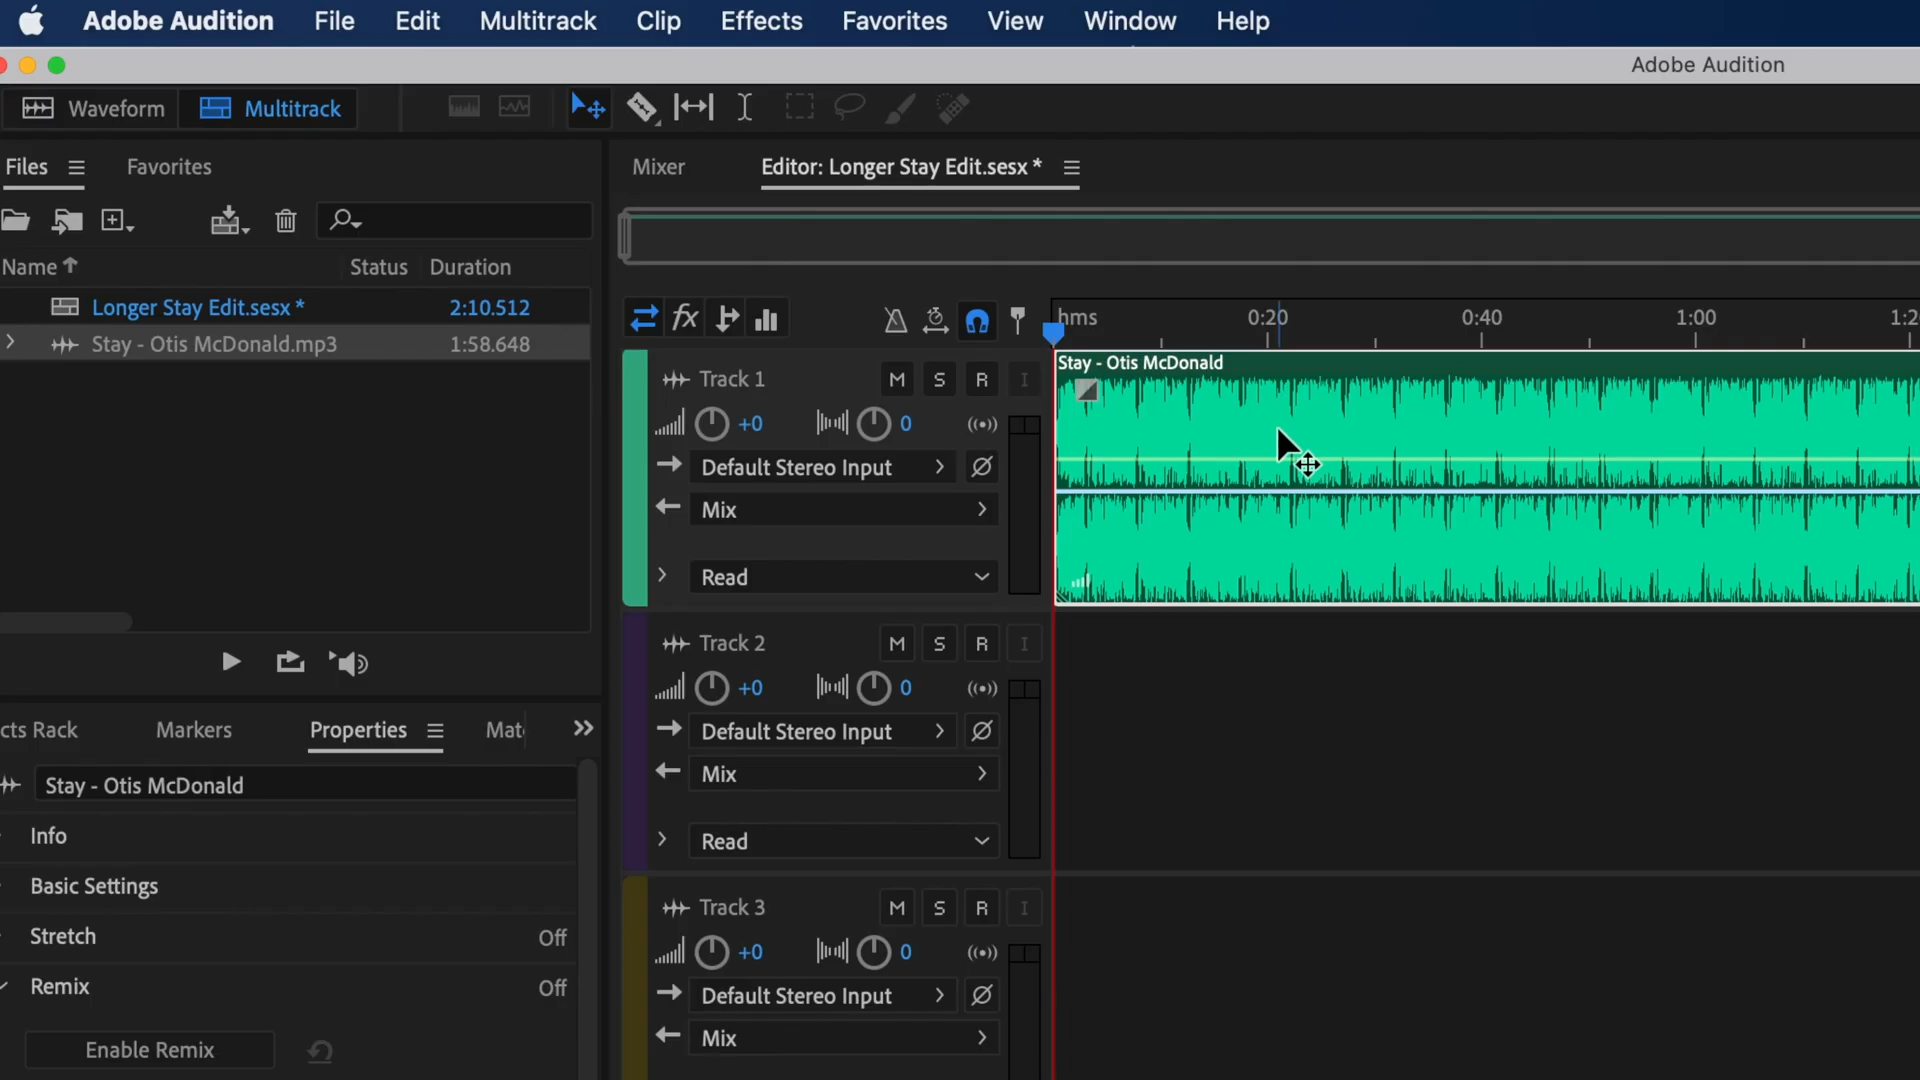 Adobe Audition File Edit Multitrack Clip Effects Favorites View Window Help
Adobe Audition
Waveform Multitrack
Files Favorites
Mixer Editor: Longer Stay Edit.sesx *
Name Status Duration
Longer Stay Edit.sesx * 2:10.512
Stay - Otis McDonald.mp3 1:58.648
fx
hms 0:20 0:40 1:00 1:2
Stay - Otis McDonald
Track 1 M S R I
+0 0
Default Stereo Input
Mix
Read
Track 2 M S R I
+0 0
Default Stereo Input
Mix
Read
Track 3 M S R I
+0 0
Default Stereo Input
Mix
cts Rack Markers Properties Mat
Stay - Otis McDonald
Info
Basic Settings
Stretch Off
Remix Off
Enable Remix